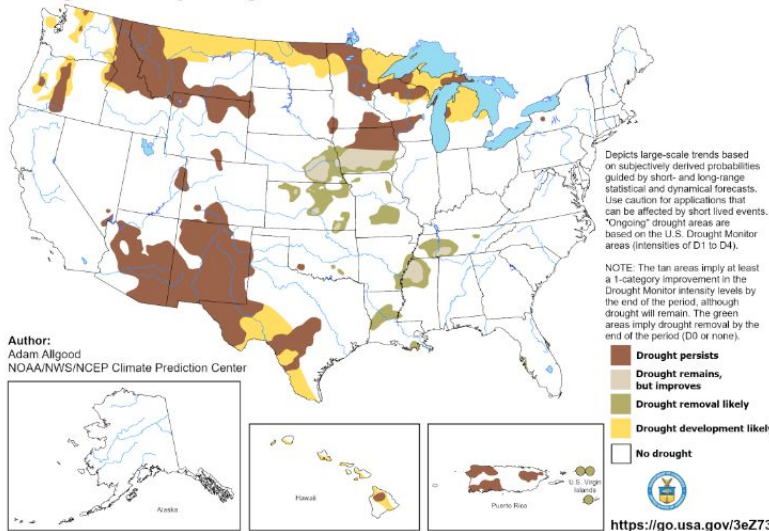 Depicts large-scale trends based
on subjectively derived probabilities
guided by short- and long-range
statistical and dynamical forecasts.
Use caution for applications that
can be affected by short lived events.
"Ongoing" drought areas are
based on the U.S. Drought Monitor
areas (intensities of D1 to D4).
NOTE: The tan areas imply at least
a 1-category improvement in the
Drought Monitor intensity levels by
the end of the period, although
drought will remain. The green
areas imply drought removal by the
end of the period (D0 or none).
Author:
Adam Allgood
NOAA/NWS/NCEP Climate Prediction Center
Drought persists
Drought remains,
but improves
Drought removal likely
Drought development likely
No drought
Alaska
Hawaii
Puerto Rico
U.S. Virgin
Islands
https://go.usa.gov/3eZ73